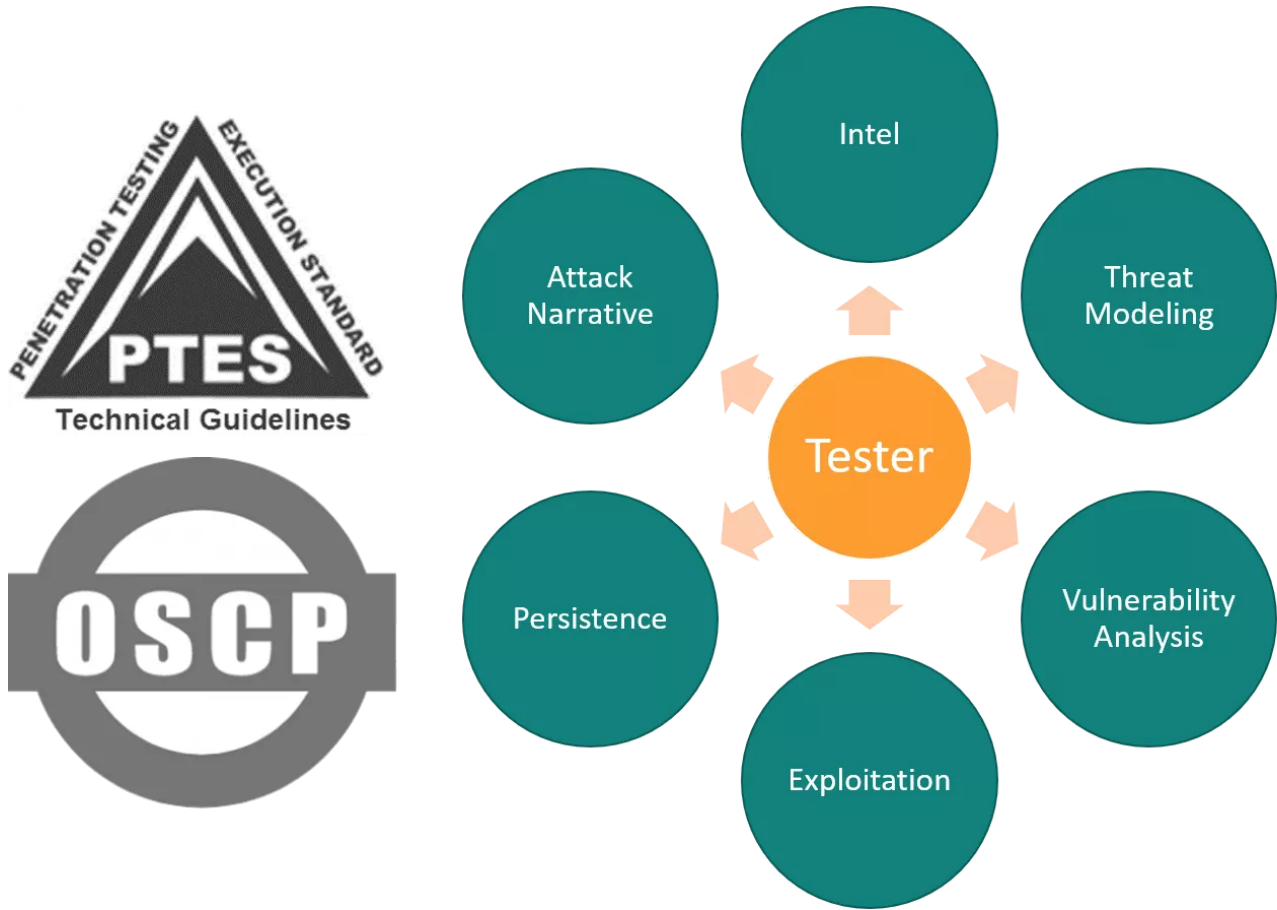 PENETRATION TESTING
EXECUTION STANDARD
PTES
Technical Guidelines
OSCP
Intel
Threat
Modeling
Vulnerability
Analysis
Exploitation
Persistence
Attack
Narrative
Tester